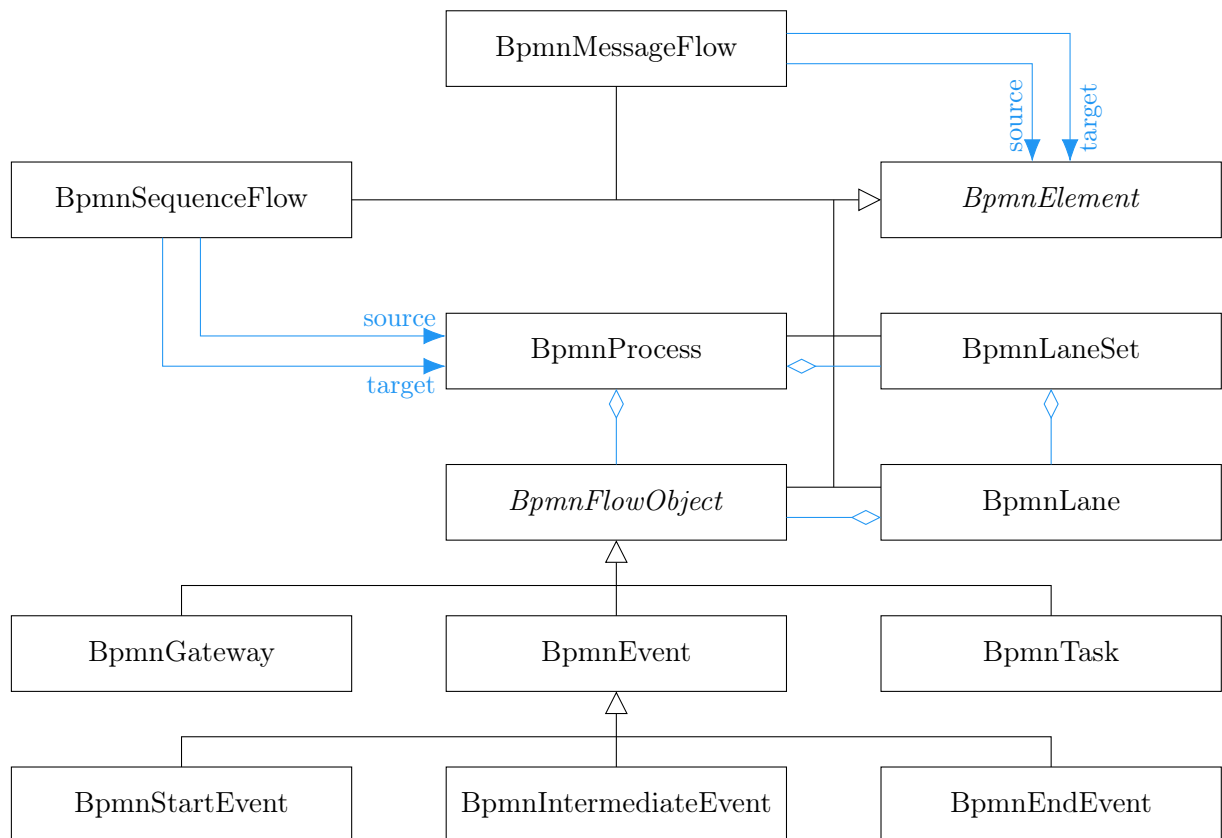 BpmnMessageFlow
source
target
BpmnSequenceFlow
BpmnElement
source
target
BpmnProcess
BpmnLaneSet
BpmnFlowObject
BpmnLane
BpmnGateway
BpmnEvent
BpmnTask
BpmnStartEvent
BpmnIntermediateEvent
BpmnEndEvent